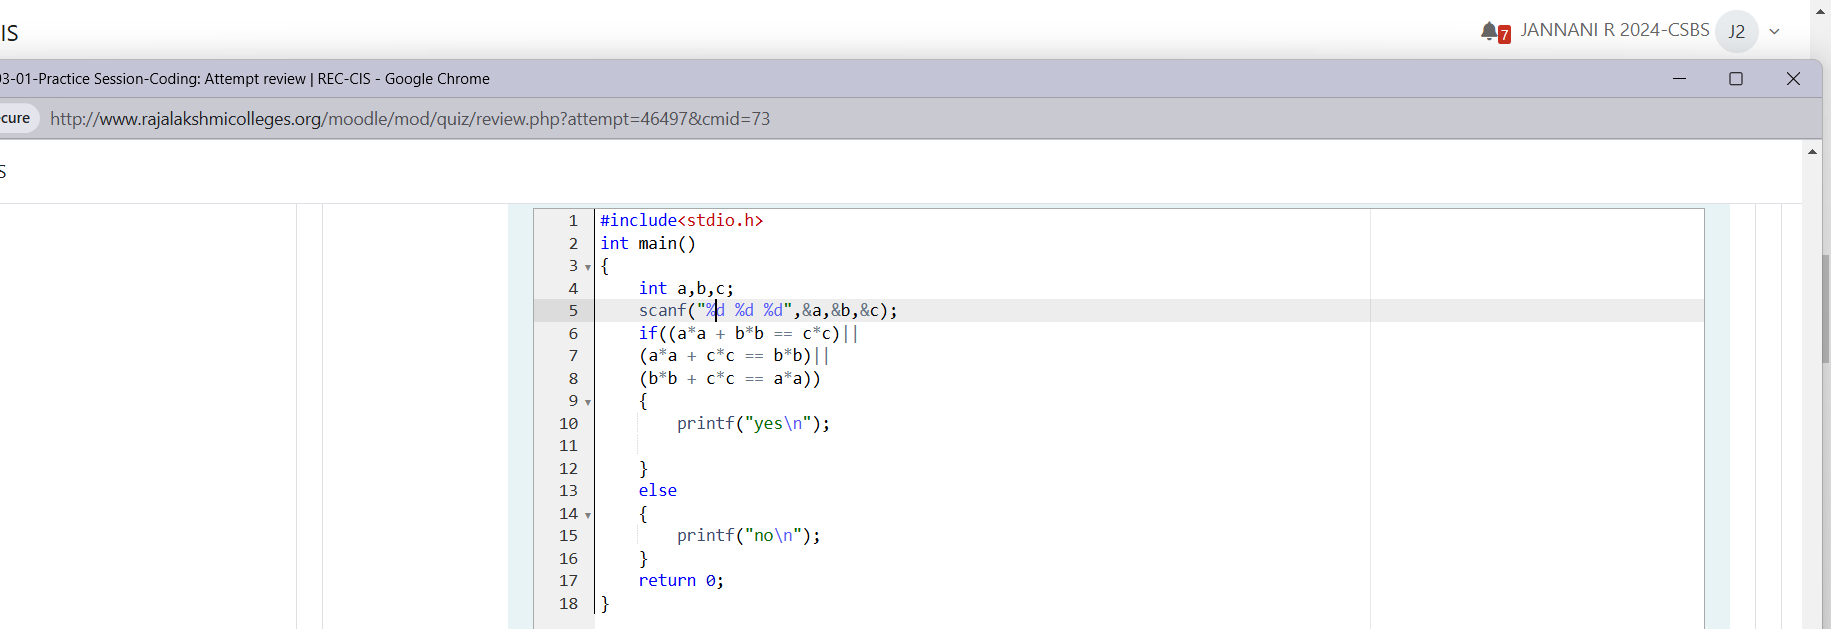 IS
7 JANNANI R 2024-CSBS J2
03-01-Practice Session-Coding: Attempt review | REC-CIS - Google Chrome
cure http://www.rajalakshmicolleges.org/moodle/mod/quiz/review.php?attempt=46497&cmid=73
S
1 #include<stdio.h>
2 int main()
3 {
4 int a,b,c;
5 scanf("%d %d %d",&a,&b,&c);
6 if((a*a + b*b == c*c)||
7 (a*a + c*c == b*b)||
8 (b*b + c*c == a*a))
9 {
10 printf("yes\n");
11
12 }
13 else
14 {
15 printf("no\n");
16 }
17 return 0;
18 }